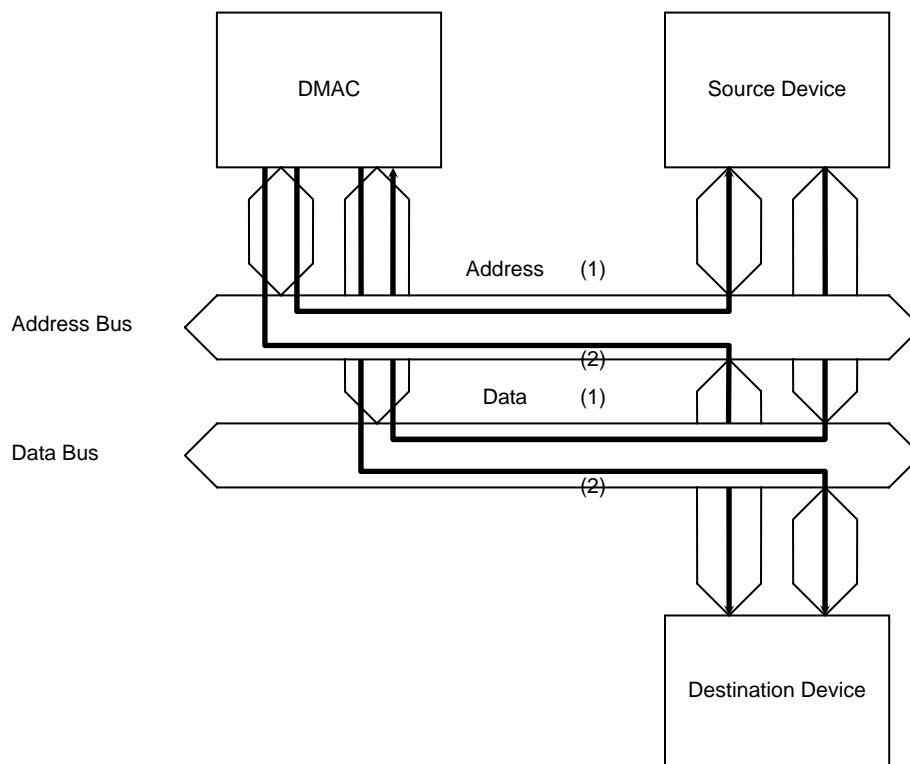 DMAC
Source Device
Address (1)
Address Bus
(2)
Data (1)
Data Bus
(2)
Destination Device